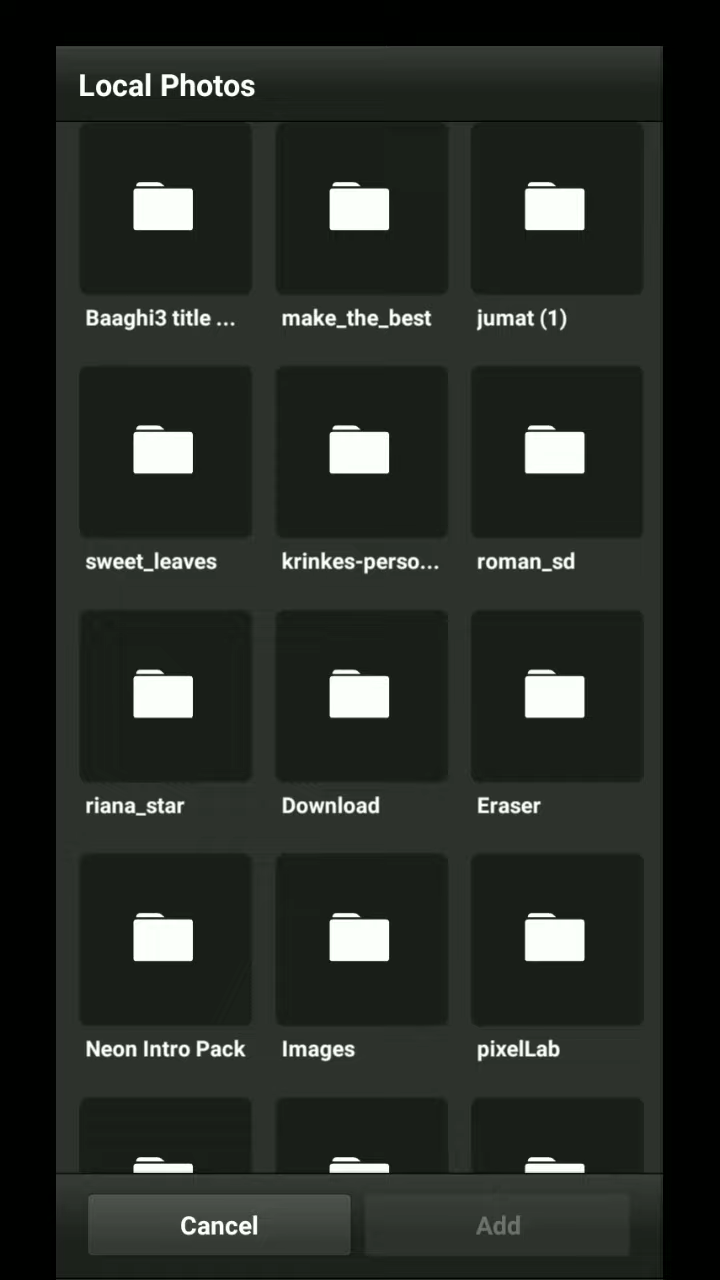 Local Photos
Baaghi3 title ...
make_the_best
jumat (1)
sweet_leaves
krinkes-perso...
roman_sd
riana_star
Download
Eraser
Neon Intro Pack
Images
pixelLab
Cancel
Add